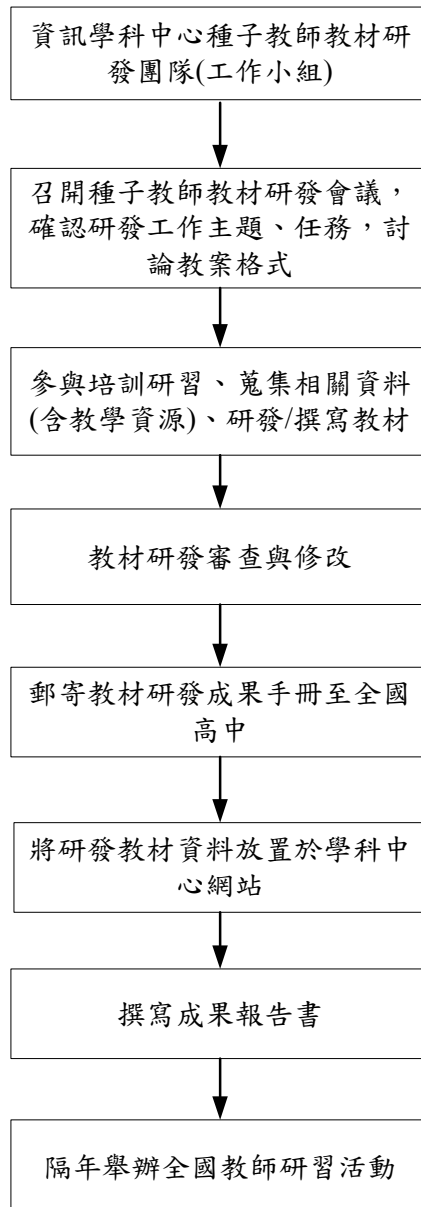 資訊學科中心種子教師教材研
發團隊(工作小組)
召開種子教師教材研發會議，
確認研發工作主題、任務，討
論教案格式
參與培訓研習、蒐集相關資料
(含教學資源)、研發/撰寫教材
教材研發審查與修改
郵寄教材研發成果手冊至全國
高中
將研發教材資料放置於學科中
心網站
撰寫成果報告書
隔年舉辦全國教師研習活動